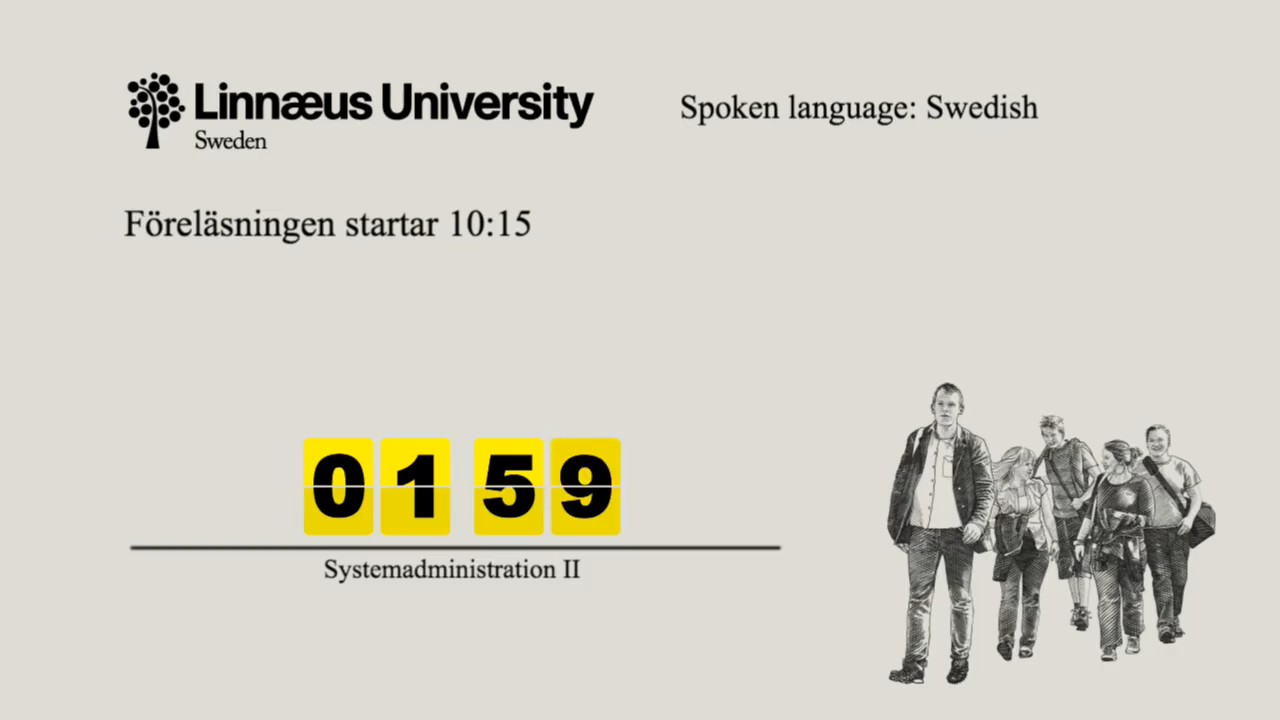 Linnæus University
Sweden
Spoken language: Swedish
Föreläsningen startar 10:15
01 59
Systemadministration II